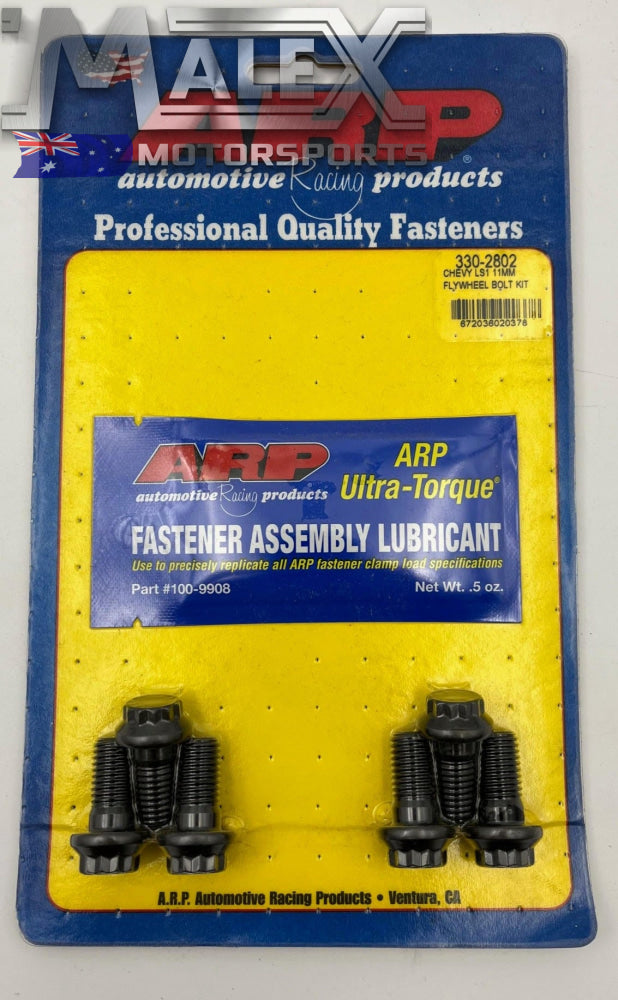 MALEX
MOTORSPORTS
ARP®
automotive Racing products
Professional Quality Fasteners
330-2802
CHEVY LS1 11MM
FLYWHEEL BOLT KIT
672036020376
ARP
automotive Racing products
ARP
Ultra-Torque®
FASTENER ASSEMBLY LUBRICANT
Use to precisely replicate all ARP fastener clamp load specifications
Part #100-9908
Net Wt. .5 oz.
A.R.P. Automotive Racing Products • Ventura, CA